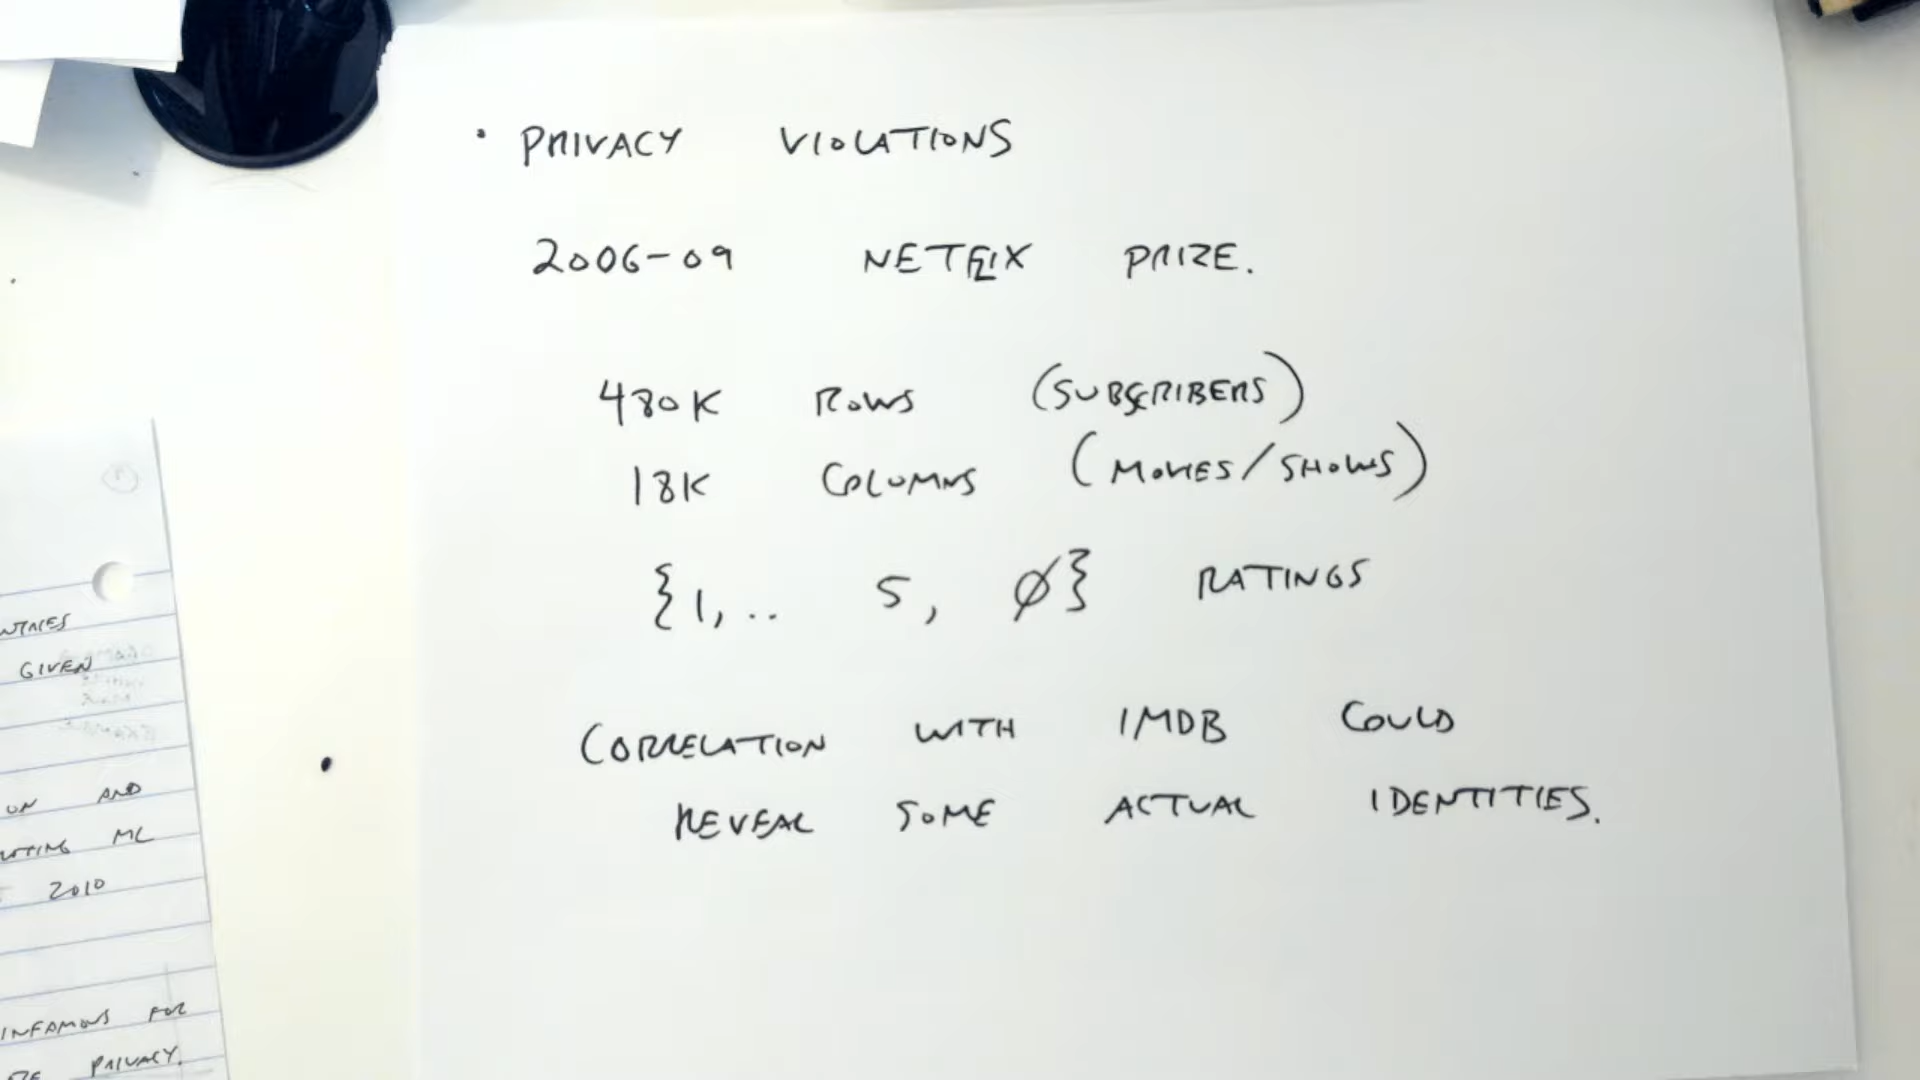 • PRIVACY VIOLATIONS
2006-09 NETFLIX PRIZE.
480K ROWS (SUBSCRIBERS)
18K COLUMNS (MOVIES/SHOWS)
{1, .. 5, ∅} RATINGS
CORRELATION WITH IMDB COULD
REVEAL SOME ACTUAL IDENTITIES.
GIVEN
AND
ML
2010
INFAMOUS FOR
PRIVACY.